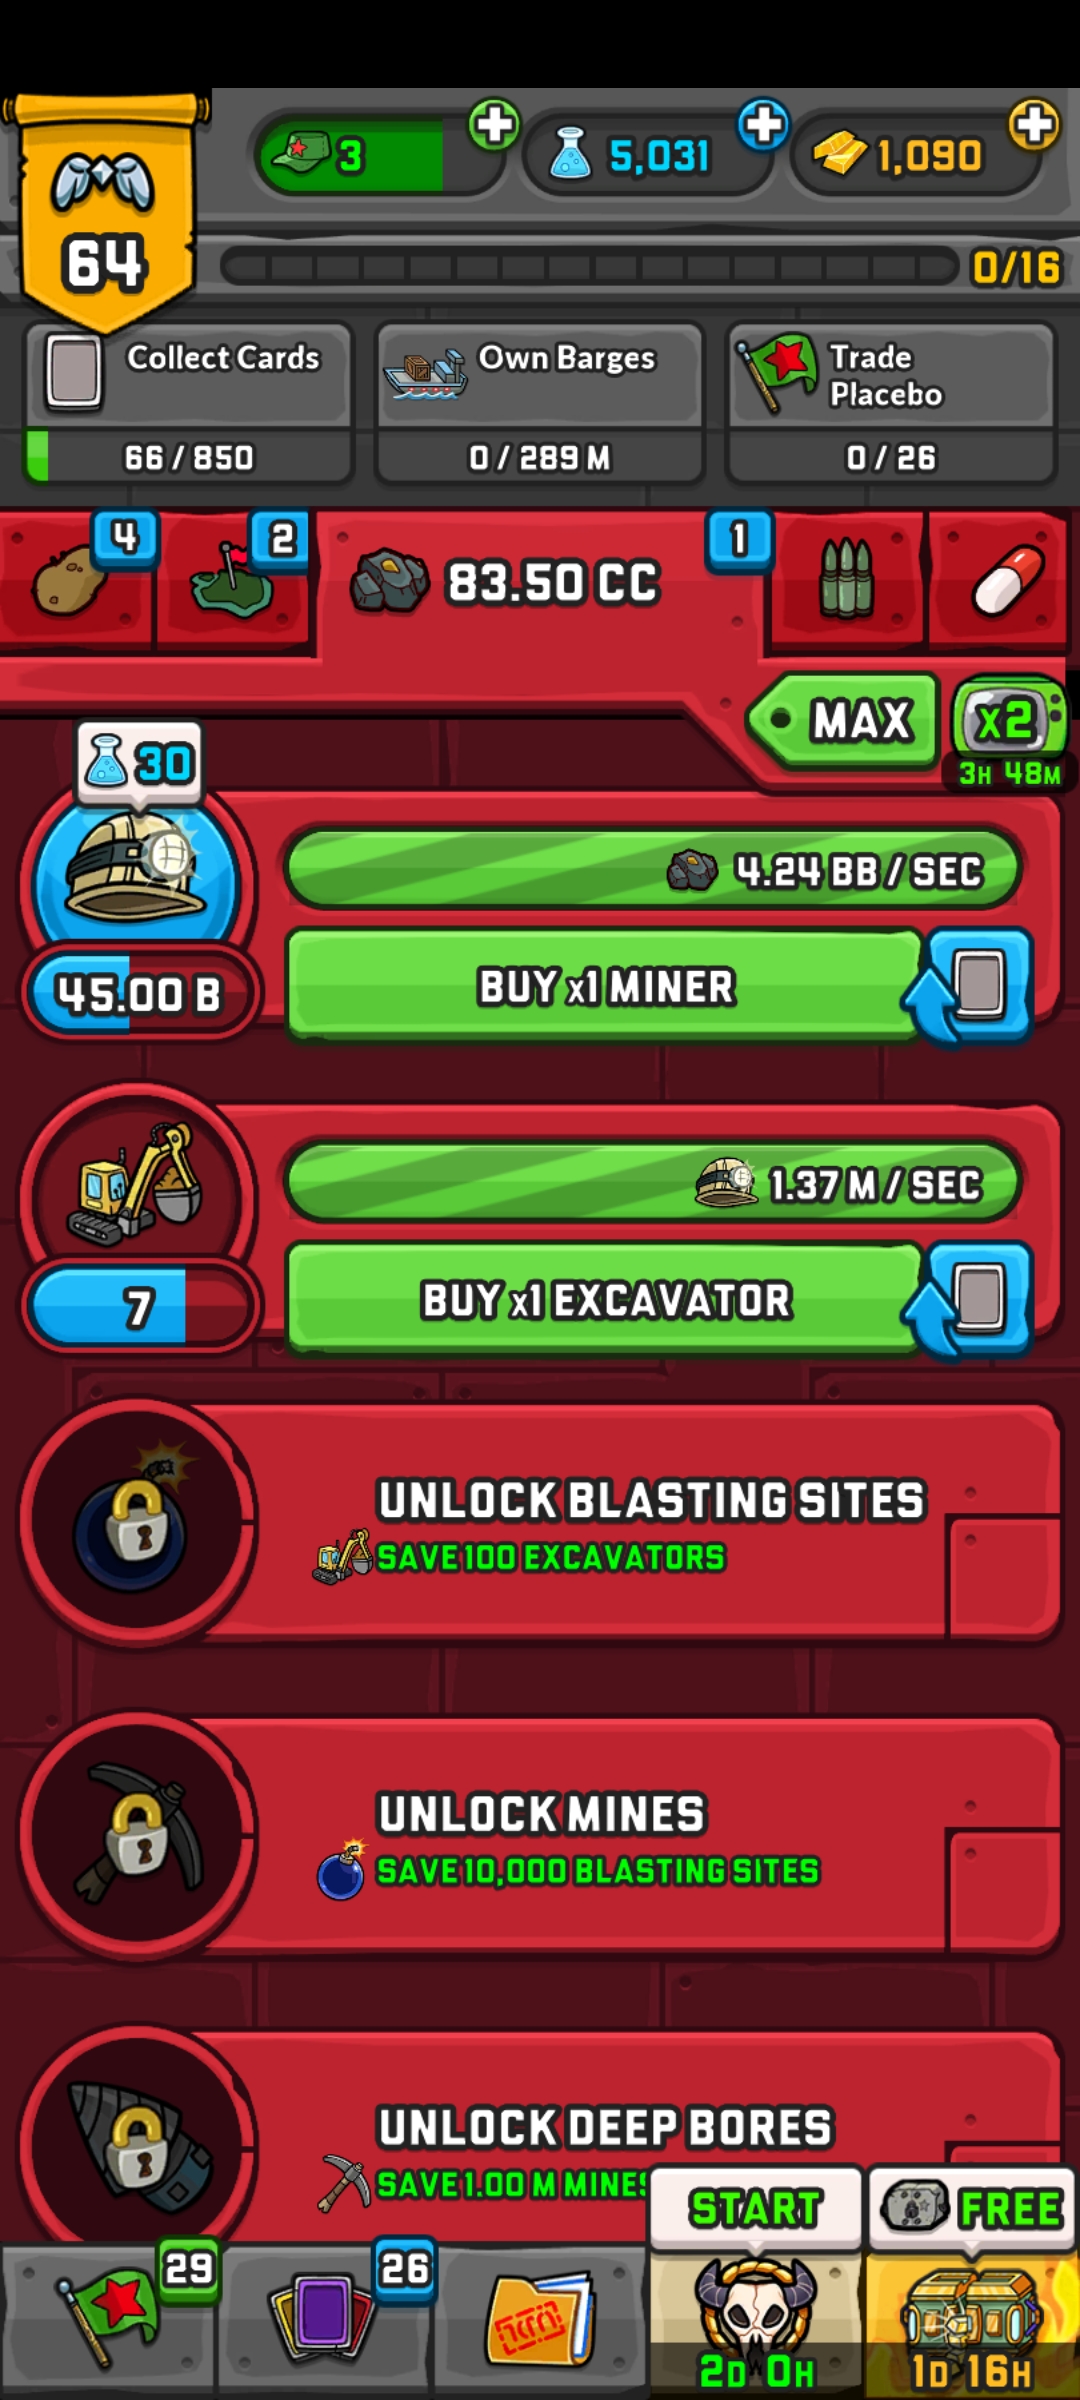 3
5,031
1,090
64
0/16
Collect Cards
66 / 850
Own Barges
0 / 289 M
Trade
Placebo
0 / 26
4
2
83.50 CC
1
MAX
x2
3H 48M
30
4.24 BB / SEC
45.00 B
BUY x1 MINER
1.37 M / SEC
7
BUY x1 EXCAVATOR
UNLOCK BLASTING SITES
SAVE 100 EXCAVATORS
UNLOCK MINES
SAVE 10,000 BLASTING SITES
UNLOCK DEEP BORES
SAVE 1.00 M MINES
START
FREE
29
26
2D 0H
1D 16H